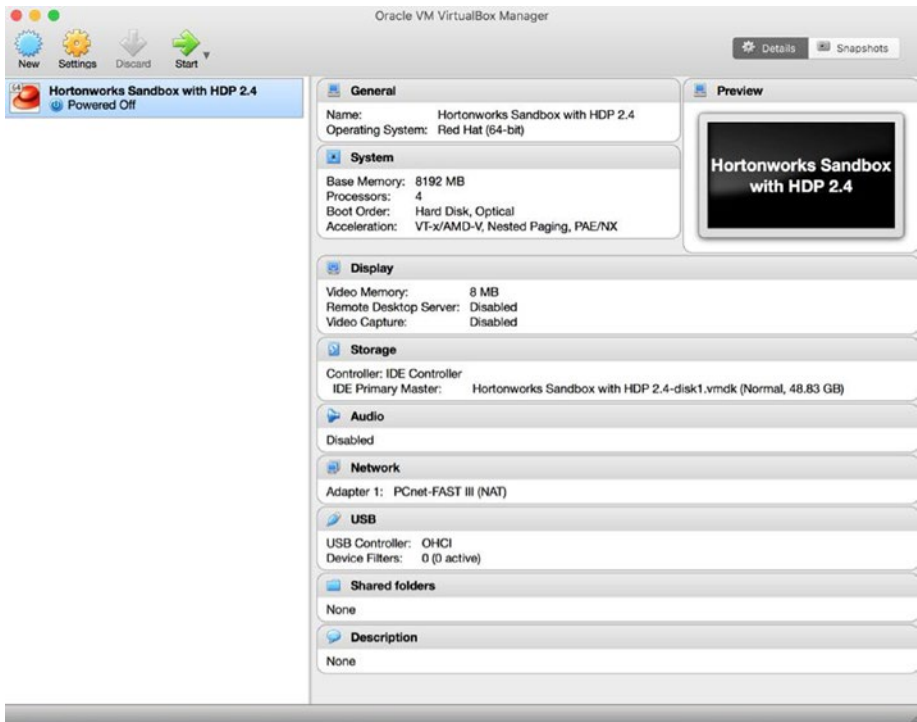 Oracle VM VirtualBox Manager
New
Settings
Discard
Start
Details
Snapshots
64
Hortonworks Sandbox with HDP 2.4
Powered Off
General
Name: Hortonworks Sandbox with HDP 2.4
Operating System: Red Hat (64-bit)
System
Base Memory: 8192 MB
Processors: 4
Boot Order: Hard Disk, Optical
Acceleration: VT-x/AMD-V, Nested Paging, PAE/NX
Preview
Hortonworks Sandbox
with HDP 2.4
Display
Video Memory: 8 MB
Remote Desktop Server: Disabled
Video Capture: Disabled
Storage
Controller: IDE Controller
IDE Primary Master: Hortonworks Sandbox with HDP 2.4-disk1.vmdk (Normal, 48.83 GB)
Audio
Disabled
Network
Adapter 1: PCnet-FAST III (NAT)
USB
USB Controller: OHCI
Device Filters: 0 (0 active)
Shared folders
None
Description
None